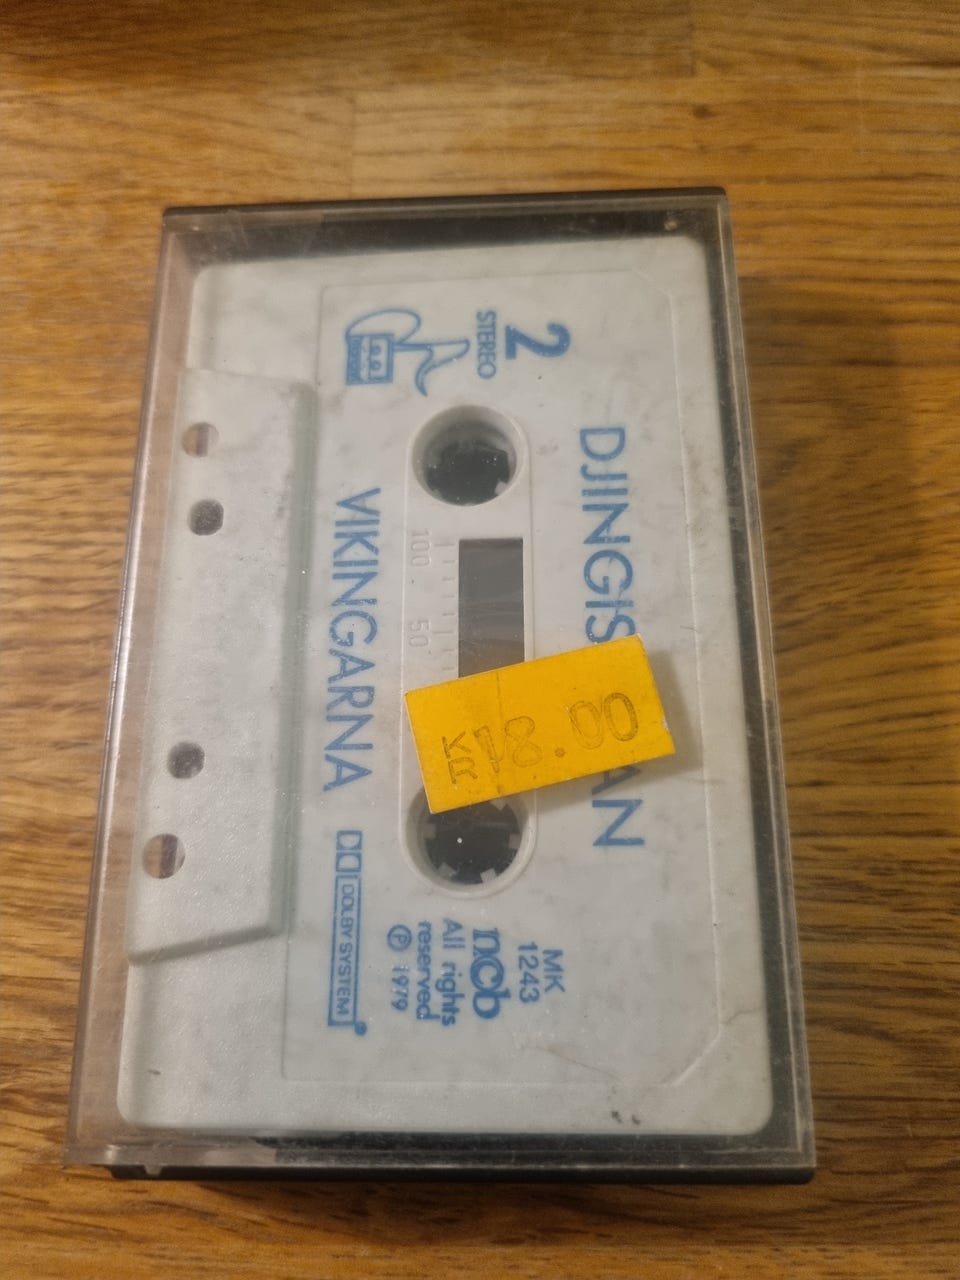 DJINGIS AN
2
STEREO
KR 18.00
100 50
MK
1243
ncb
All rights
reserved
Ⓟ 1979
VIKINGARNA
DOLBY SYSTEM